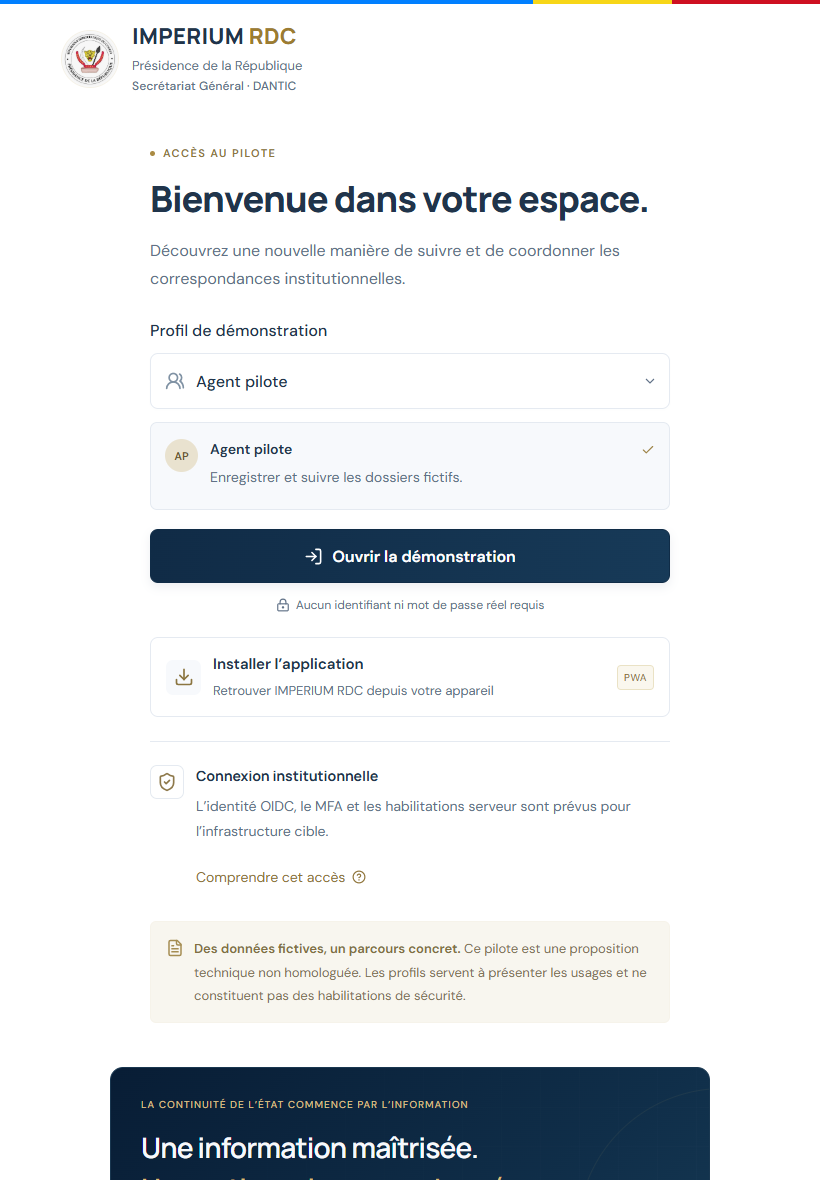 IMPERIUM RDC
Présidence de la République
Secrétariat Général · DANTIC
ACCÈS AU PILOTE
Bienvenue dans votre espace.
Découvrez une nouvelle manière de suivre et de coordonner les
correspondances institutionnelles.
Profil de démonstration
Agent pilote
AP
Agent pilote
Enregistrer et suivre les dossiers fictifs.
Ouvrir la démonstration
Aucun identifiant ni mot de passe réel requis
Installer l’application
Retrouver IMPERIUM RDC depuis votre appareil
PWA
Connexion institutionnelle
L’identité OIDC, le MFA et les habilitations serveur sont prévus pour
l’infrastructure cible.
Comprendre cet accès
Des données fictives, un parcours concret. Ce pilote est une proposition
technique non homologuée. Les profils servent à présenter les usages et ne
constituent pas des habilitations de sécurité.
LA CONTINUITÉ DE L’ÉTAT COMMENCE PAR L’INFORMATION
Une information maîtrisée.